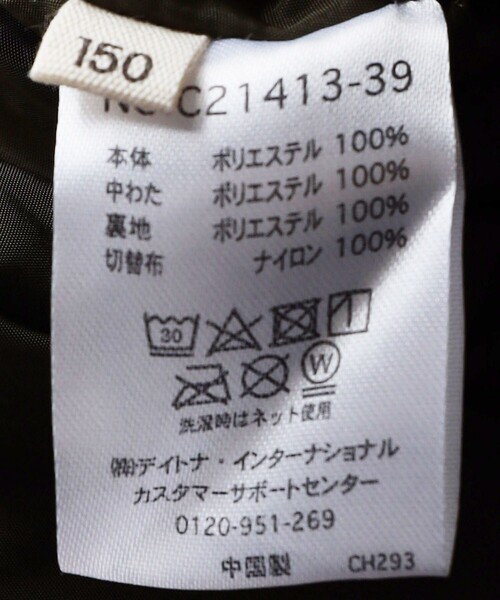 150
No. C21413-39
本体 ポリエステル 100%
中わた ポリエステル 100%
裏地 ポリエステル 100%
切替布 ナイロン 100%
30
W
洗濯時はネット使用
㈱デイトナ・インターナショナル
カスタマーサポートセンター
0120-951-269
中国製 CH293